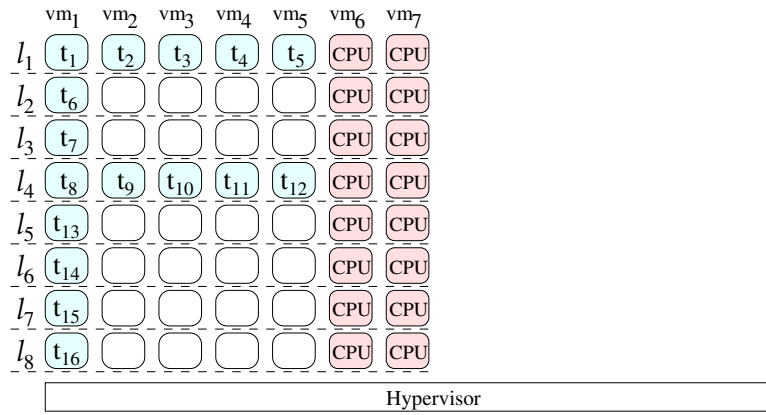 vm1 vm2 vm3 vm4 vm5 vm6 vm7
l1 t1 t2 t3 t4 t5 CPU CPU
l2 t6 CPU CPU
l3 t7 CPU CPU
l4 t8 t9 t10 t11 t12 CPU CPU
l5 t13 CPU CPU
l6 t14 CPU CPU
l7 t15 CPU CPU
l8 t16 CPU CPU
Hypervisor